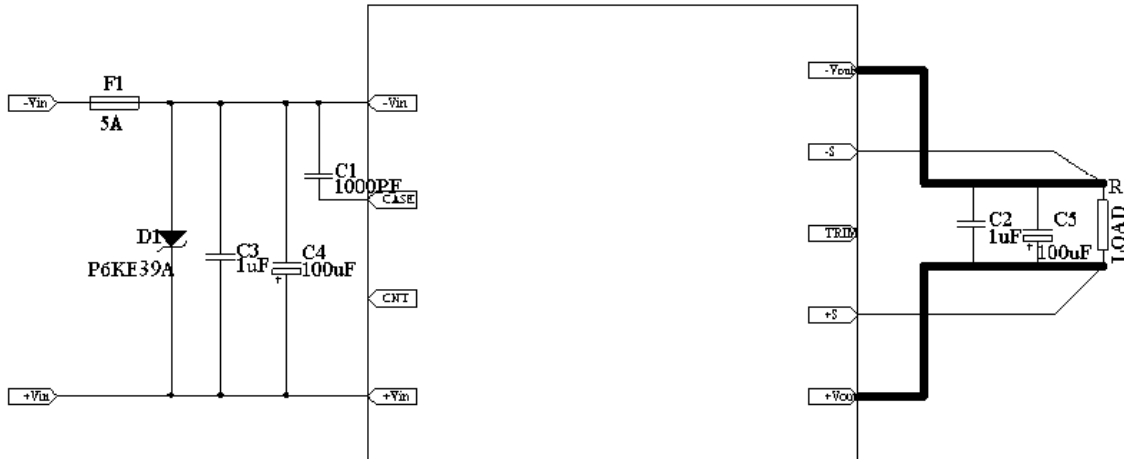 F1
-Vin
5A
-Vin
C1
1000PF
CASE
D1
P6KE39A
C3
1uF
C4
100uF
+
CNT
+Vin
+Vin
-Vout
-S
R
C2
1uF
C5
100uF
+
LOAD
TRIM
+S
+Vou